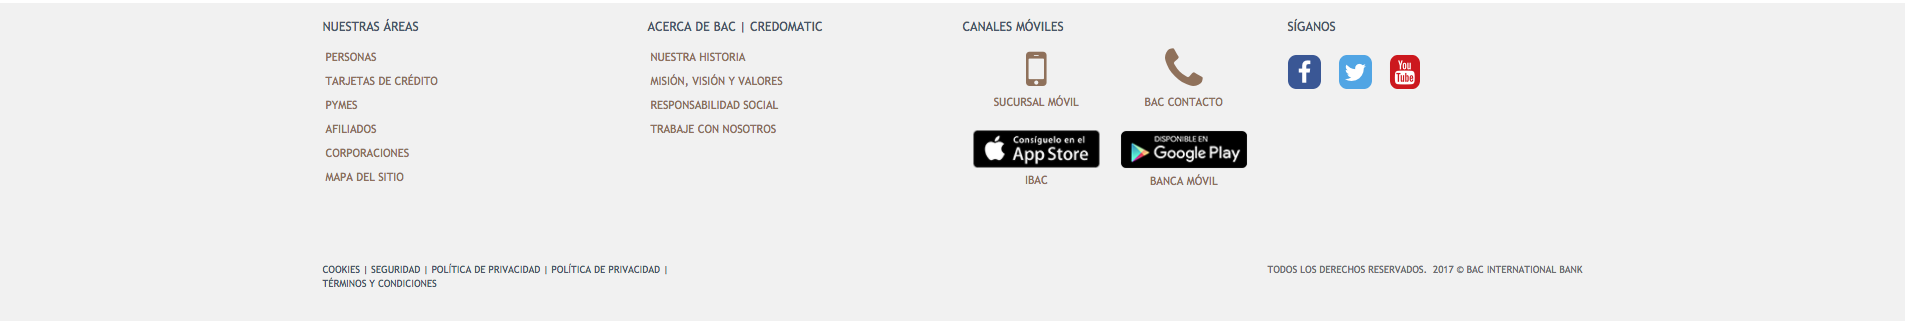 NUESTRAS ÁREAS
PERSONAS
TARJETAS DE CRÉDITO
PYMES
AFILIADOS
CORPORACIONES
MAPA DEL SITIO
ACERCA DE BAC | CREDOMATIC
NUESTRA HISTORIA
MISIÓN, VISIÓN Y VALORES
RESPONSABILIDAD SOCIAL
TRABAJE CON NOSOTROS
CANALES MÓVILES
SUCURSAL MÓVIL
BAC CONTACTO
Consíguelo en el
App Store
IBAC
DISPONIBLE EN
Google Play
BANCA MÓVIL
SÍGANOS
You
Tube
COOKIES | SEGURIDAD | POLÍTICA DE PRIVACIDAD | POLÍTICA DE PRIVACIDAD |
TÉRMINOS Y CONDICIONES
TODOS LOS DERECHOS RESERVADOS. 2017 © BAC INTERNATIONAL BANK